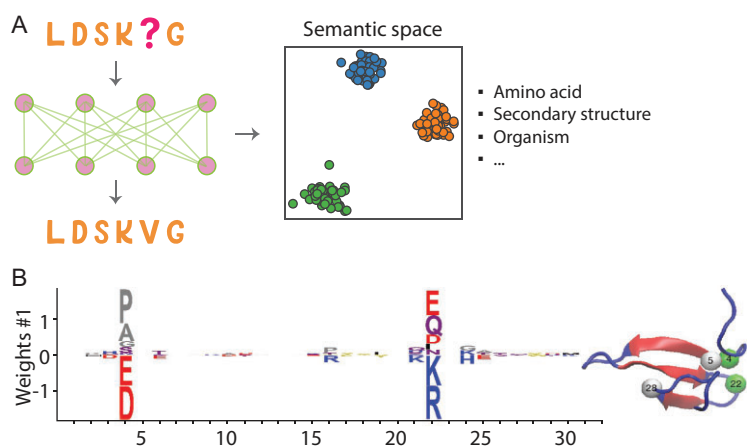 A
LDSK?G
Semantic space
▪ Amino acid
▪ Secondary structure
▪ Organism
▪ ...
LDSKVG
B
Weights #1
1
0
-1
P
A
E
D
E
Q
K
R
R
K
H
5 10 15 20 25 30
5 4
28 22